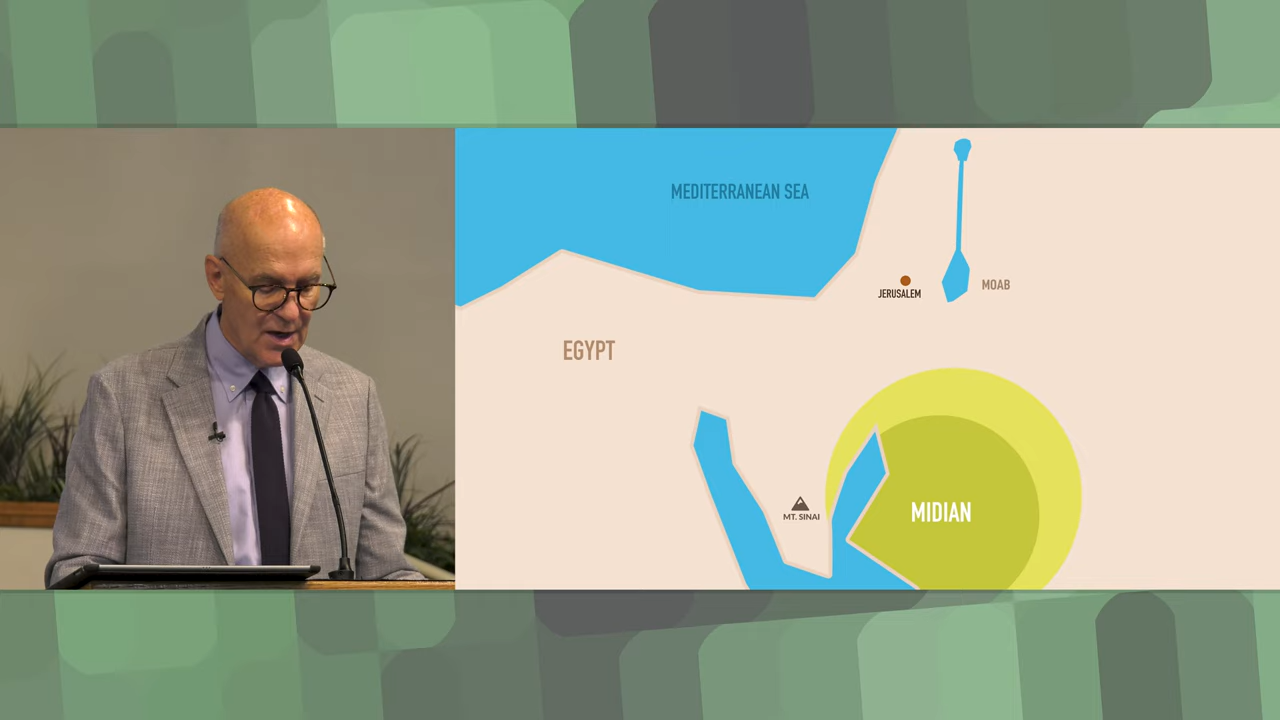 MEDITERRANEAN SEA
JERUSALEM
MOAB
EGYPT
MT. SINAI
MIDIAN